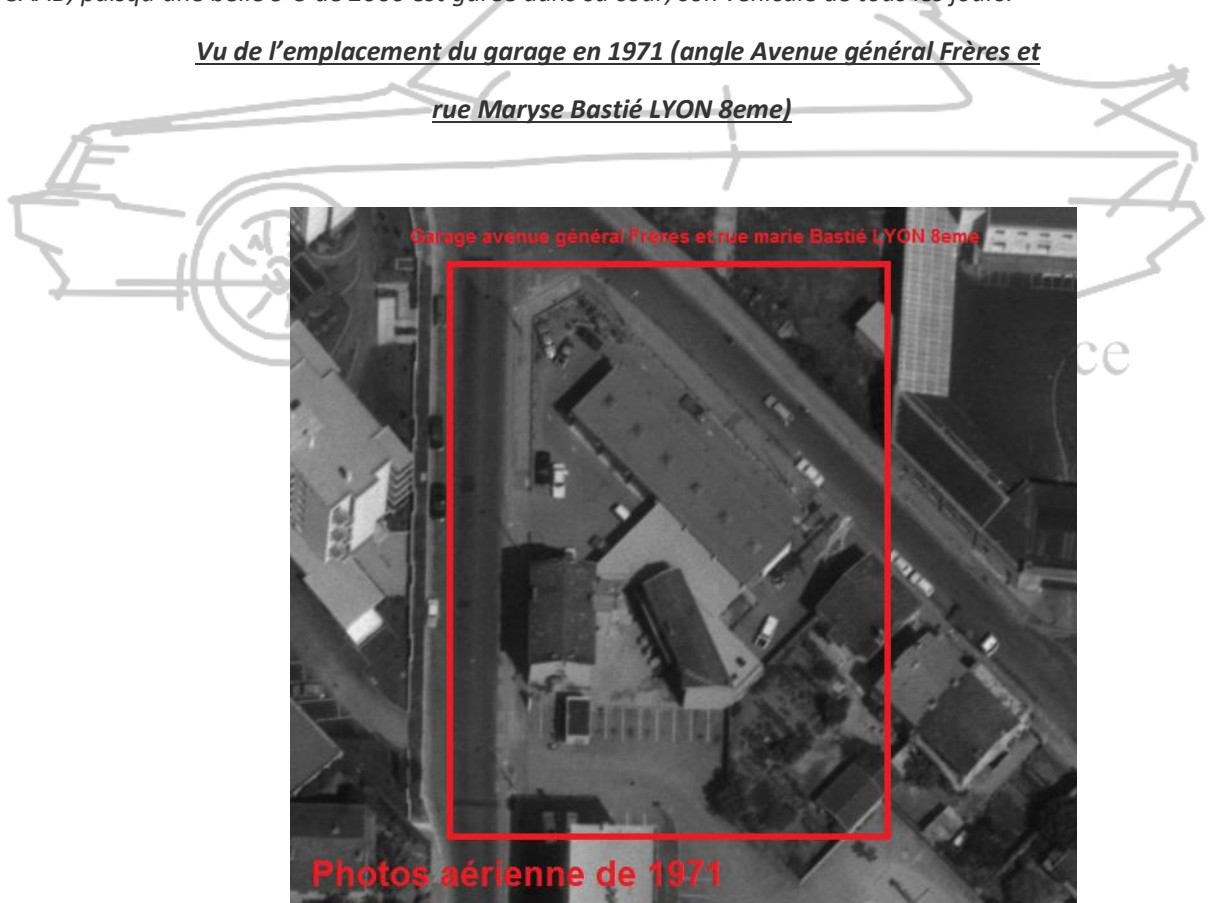 Vu de l’emplacement du garage en 1971 (angle Avenue général Frères et
rue Maryse Bastié LYON 8eme)
Garage avenue général Frères et rue marie Bastié LYON 8eme
ce
Photos aérienne de 1971